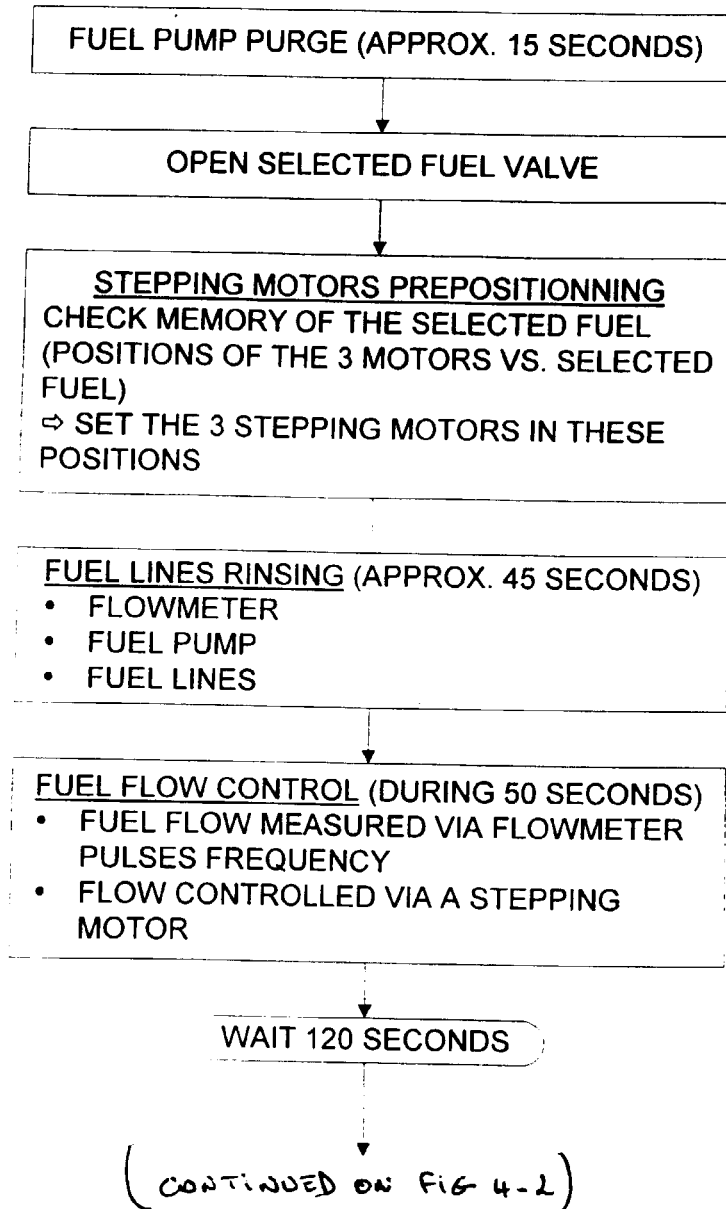 FUEL PUMP PURGE (APPROX. 15 SECONDS)
OPEN SELECTED FUEL VALVE
STEPPING MOTORS PREPOSITIONNING
CHECK MEMORY OF THE SELECTED FUEL
(POSITIONS OF THE 3 MOTORS VS. SELECTED
FUEL)
⇨ SET THE 3 STEPPING MOTORS IN THESE
POSITIONS
FUEL LINES RINSING (APPROX. 45 SECONDS)
• FLOWMETER
• FUEL PUMP
• FUEL LINES
FUEL FLOW CONTROL (DURING 50 SECONDS)
• FUEL FLOW MEASURED VIA FLOWMETER
PULSES FREQUENCY
• FLOW CONTROLLED VIA A STEPPING
MOTOR
WAIT 120 SECONDS
(CONTINUED ON FIG 4-2)